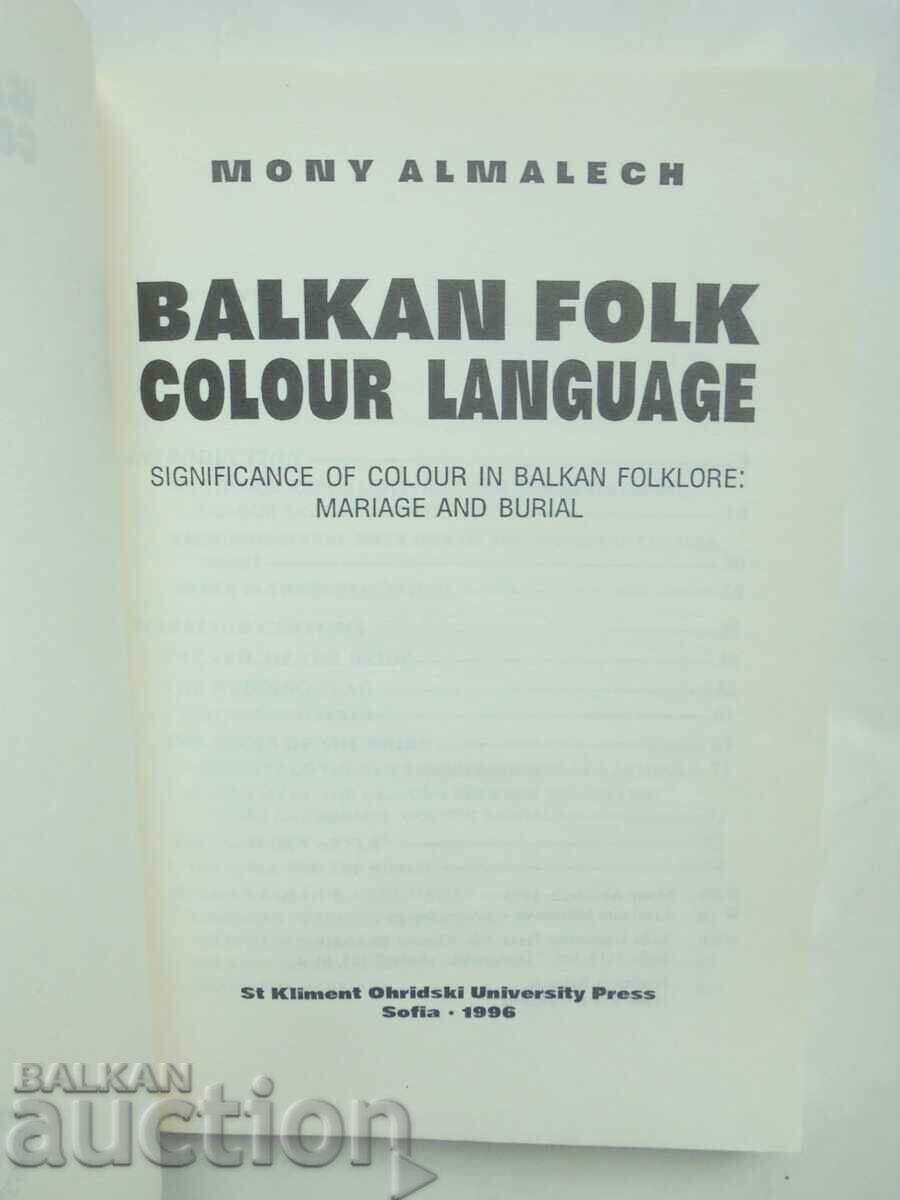 MONY ALMALECH
BALKAN FOLK
COLOUR LANGUAGE
SIGNIFICANCE OF COLOUR IN BALKAN FOLKLORE:
MARIAGE AND BURIAL
St Kliment Ohridski University Press
Sofia · 1996
BALKAN
auction